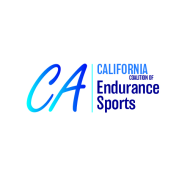 CA
CALIFORNIA
COALITION OF
Endurance
Sports